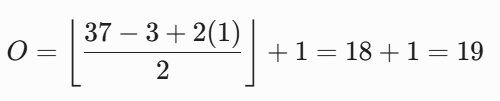 O = ⌊(37 − 3 + 2(1))/2⌋ + 1 = 18 + 1 = 19